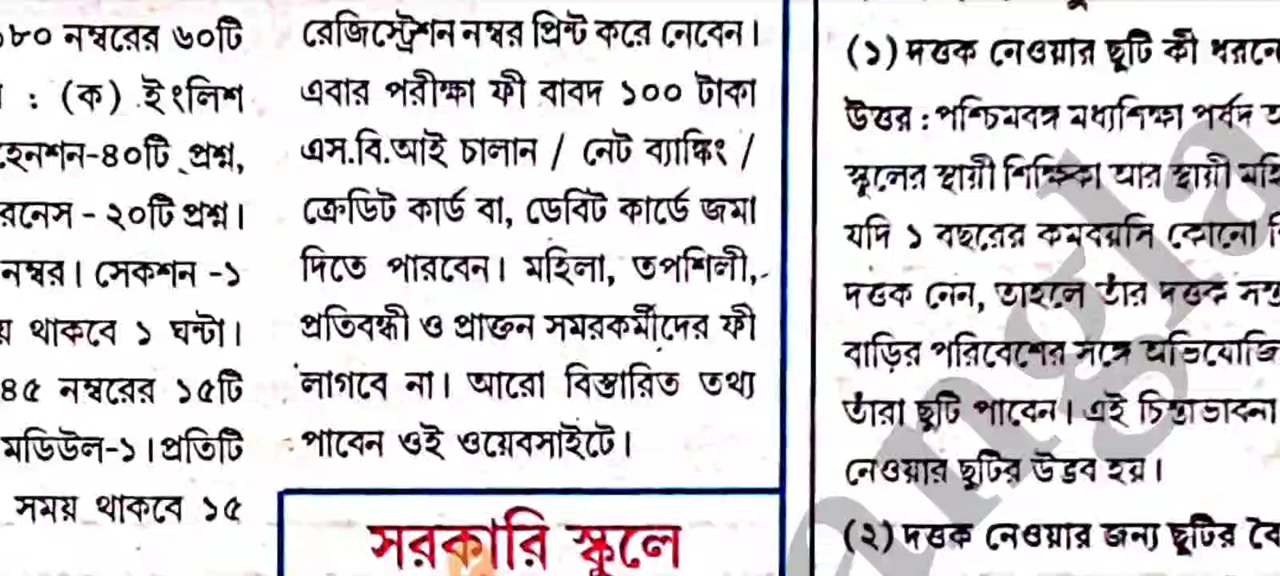 ৮০ নম্বরের ৬০টি
: (ক) ইংলিশ
হেনশন-৪০টি প্রশ্ন,
রনেস - ২০টি প্রশ্ন।
নম্বর। সেকশন -১
থাকবে ১ ঘন্টা।
৪৫ নম্বরের ১৫টি
মডিউল-১। প্রতিটি
সময় থাকবে ১৫
রেজিস্ট্রেশন নম্বর প্রিন্ট করে নেবেন।
এবার পরীক্ষা ফী বাবদ ১০০ টাকা
এস.বি.আই চালান / নেট ব্যাঙ্কিং /
ক্রেডিট কার্ড বা, ডেবিট কার্ডে জমা
দিতে পারবেন। মহিলা, তপশিলী,
প্রতিবন্ধী ও প্রাক্তন সমরকর্মীদের ফী
লাগবে না। আরো বিস্তারিত তথ্য
পাবেন ওই ওয়েবসাইটে।
সরকারি স্কুলে
(১) দত্তক নেওয়ার ছুটি কী ধরনে
উত্তর : পশ্চিমবঙ্গ মধ্যশিক্ষা পর্ষদ
স্কুলের স্থায়ী শিক্ষিকা আর স্থায়ী
যদি ১ বছরের কমবয়সি কোনো
দত্তক নেন, তাহলে তাঁর দত্তক
বাড়ির পরিবেশের সঙ্গে অভিযোজি
তাঁরা ছুটি পাবেন। এই চিন্তাভাবনা
নেওয়ার ছুটির উদ্ভব হয়।
(২) দত্তক নেওয়ার জন্য ছুটির বৈ